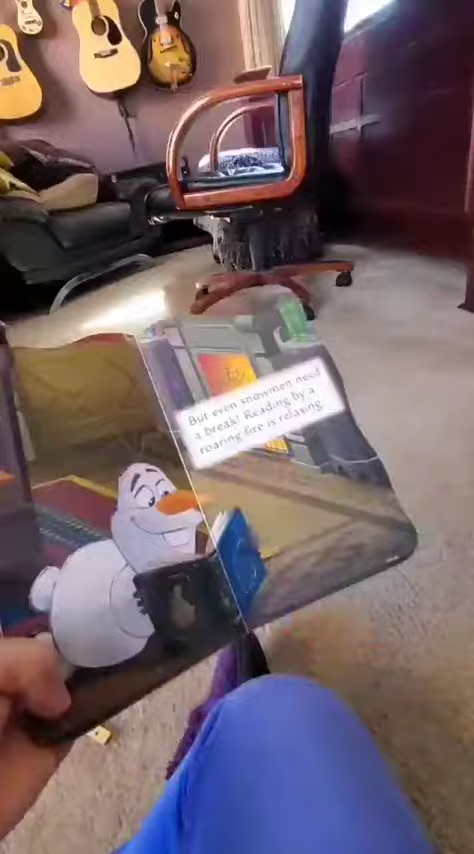 But even snowmen need
a break! Reading by a
roaring fire is relaxing.